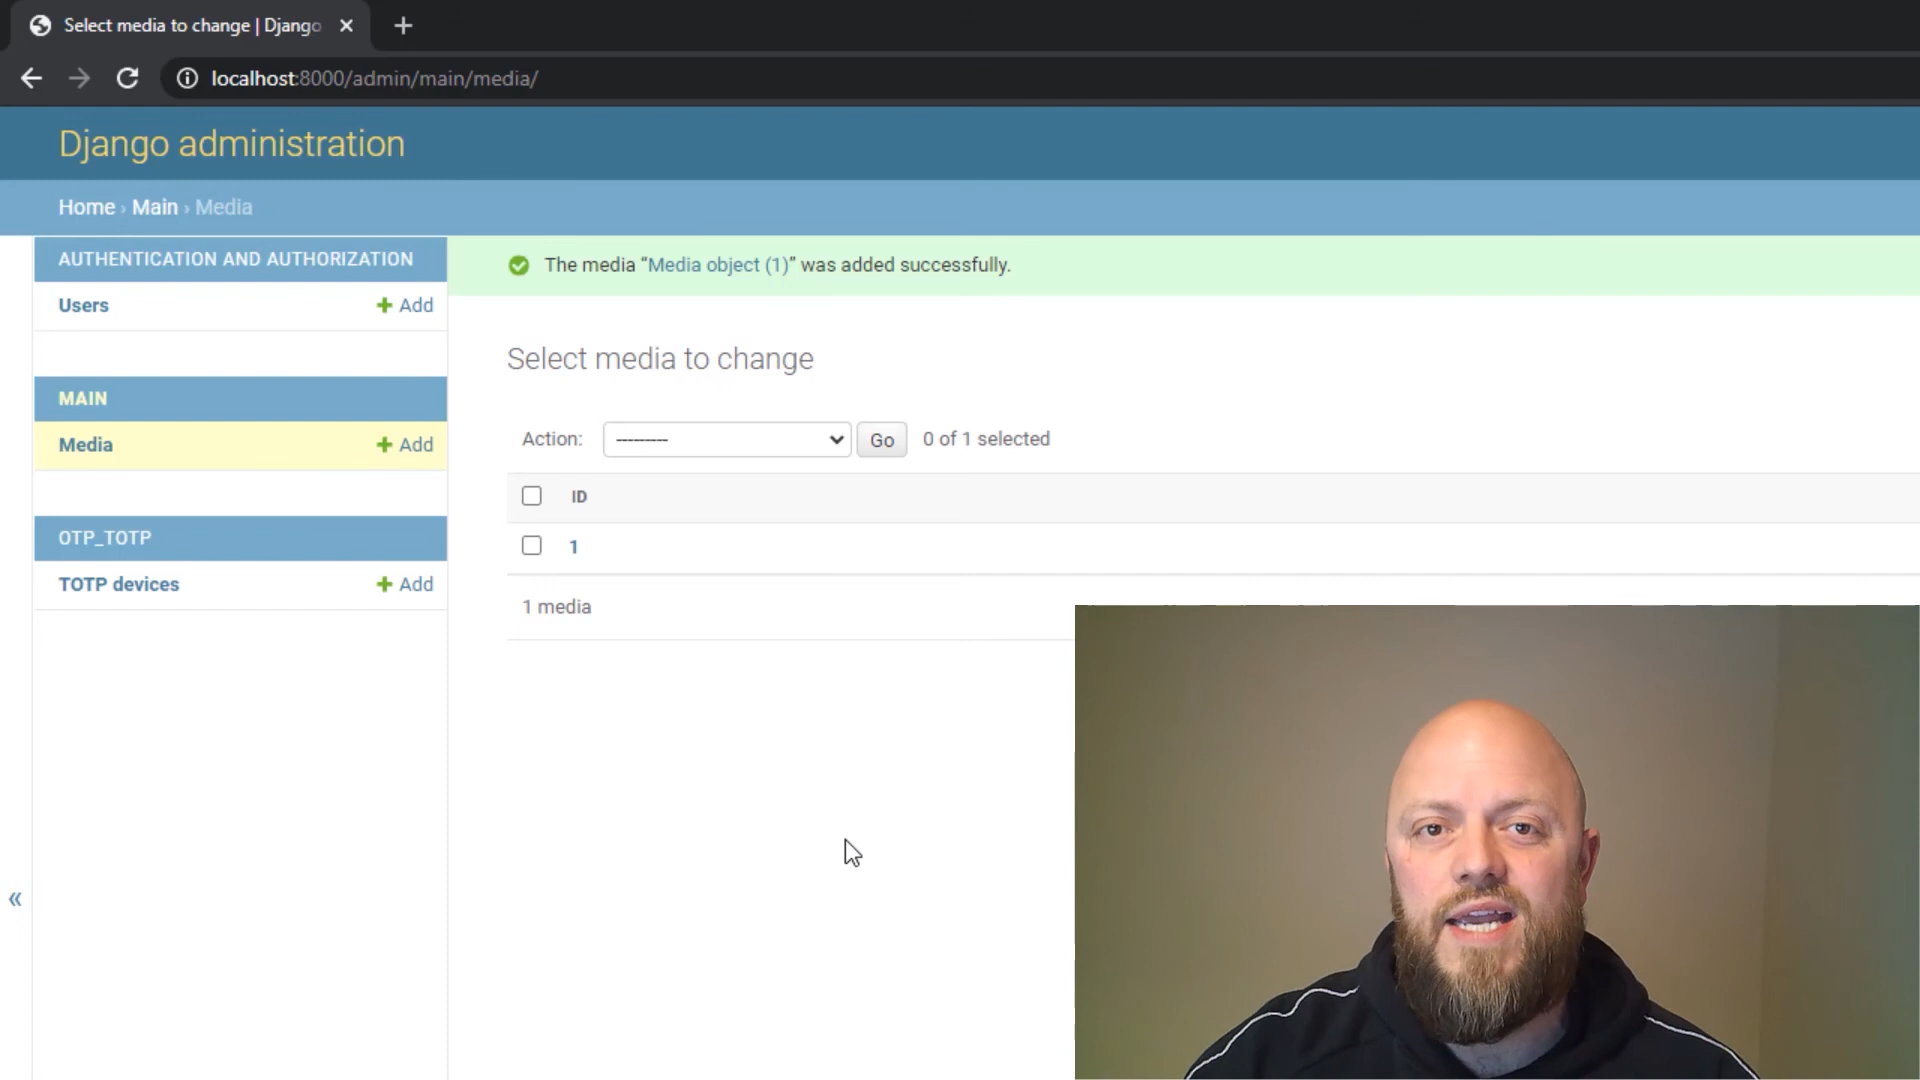 Select media to change | Django
localhost:8000/admin/main/media/
Django administration
Home › Main › Media
AUTHENTICATION AND AUTHORIZATION
Users
Add
MAIN
Media
Add
OTP_TOTP
TOTP devices
Add
«
The media “Media object (1)” was added successfully.
Select media to change
Action: --------- Go 0 of 1 selected
ID
1
1 media